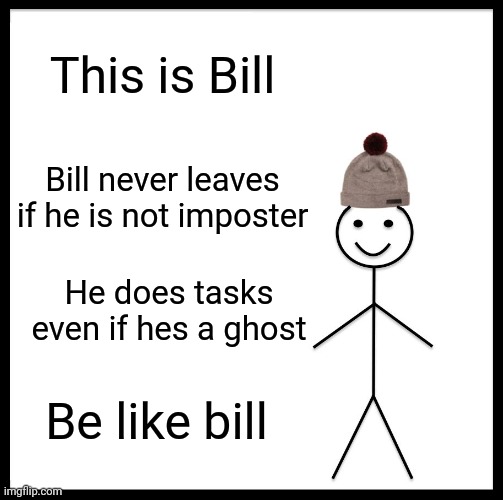 This is Bill
Bill never leaves
if he is not imposter
He does tasks
even if hes a ghost
Be like bill
imgflip.com